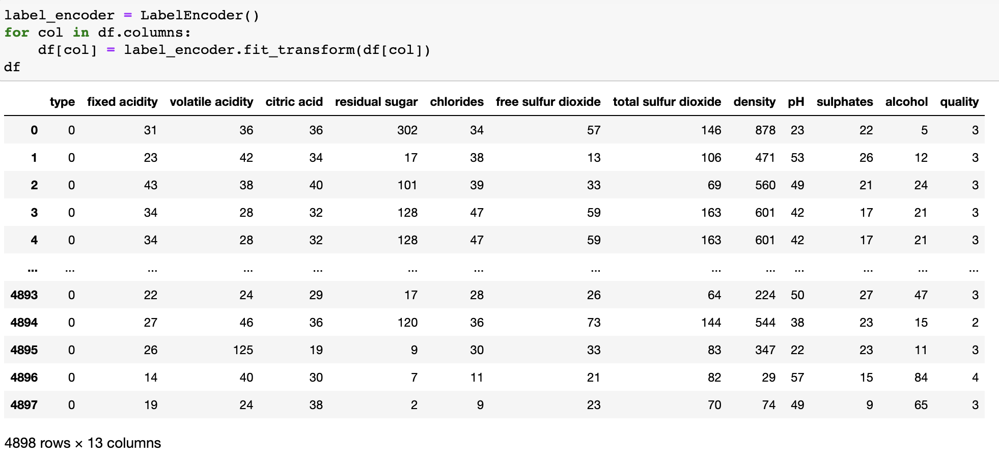 label_encoder = LabelEncoder()
for col in df.columns:
    df[col] = label_encoder.fit_transform(df[col])
df
type fixed acidity volatile acidity citric acid residual sugar chlorides free sulfur dioxide total sulfur dioxide density pH sulphates alcohol quality
0 0 31 36 36 302 34 57 146 878 23 22 5 3
1 0 23 42 34 17 38 13 106 471 53 26 12 3
2 0 43 38 40 101 39 33 69 560 49 21 24 3
3 0 34 28 32 128 47 59 163 601 42 17 21 3
4 0 34 28 32 128 47 59 163 601 42 17 21 3
... ... ... ... ... ... ... ... ... ... ... ... ... ...
4893 0 22 24 29 17 28 26 64 224 50 27 47 3
4894 0 27 46 36 120 36 73 144 544 38 23 15 2
4895 0 26 125 19 9 30 33 83 347 22 23 11 3
4896 0 14 40 30 7 11 21 82 29 57 15 84 4
4897 0 19 24 38 2 9 23 70 74 49 9 65 3
4898 rows × 13 columns